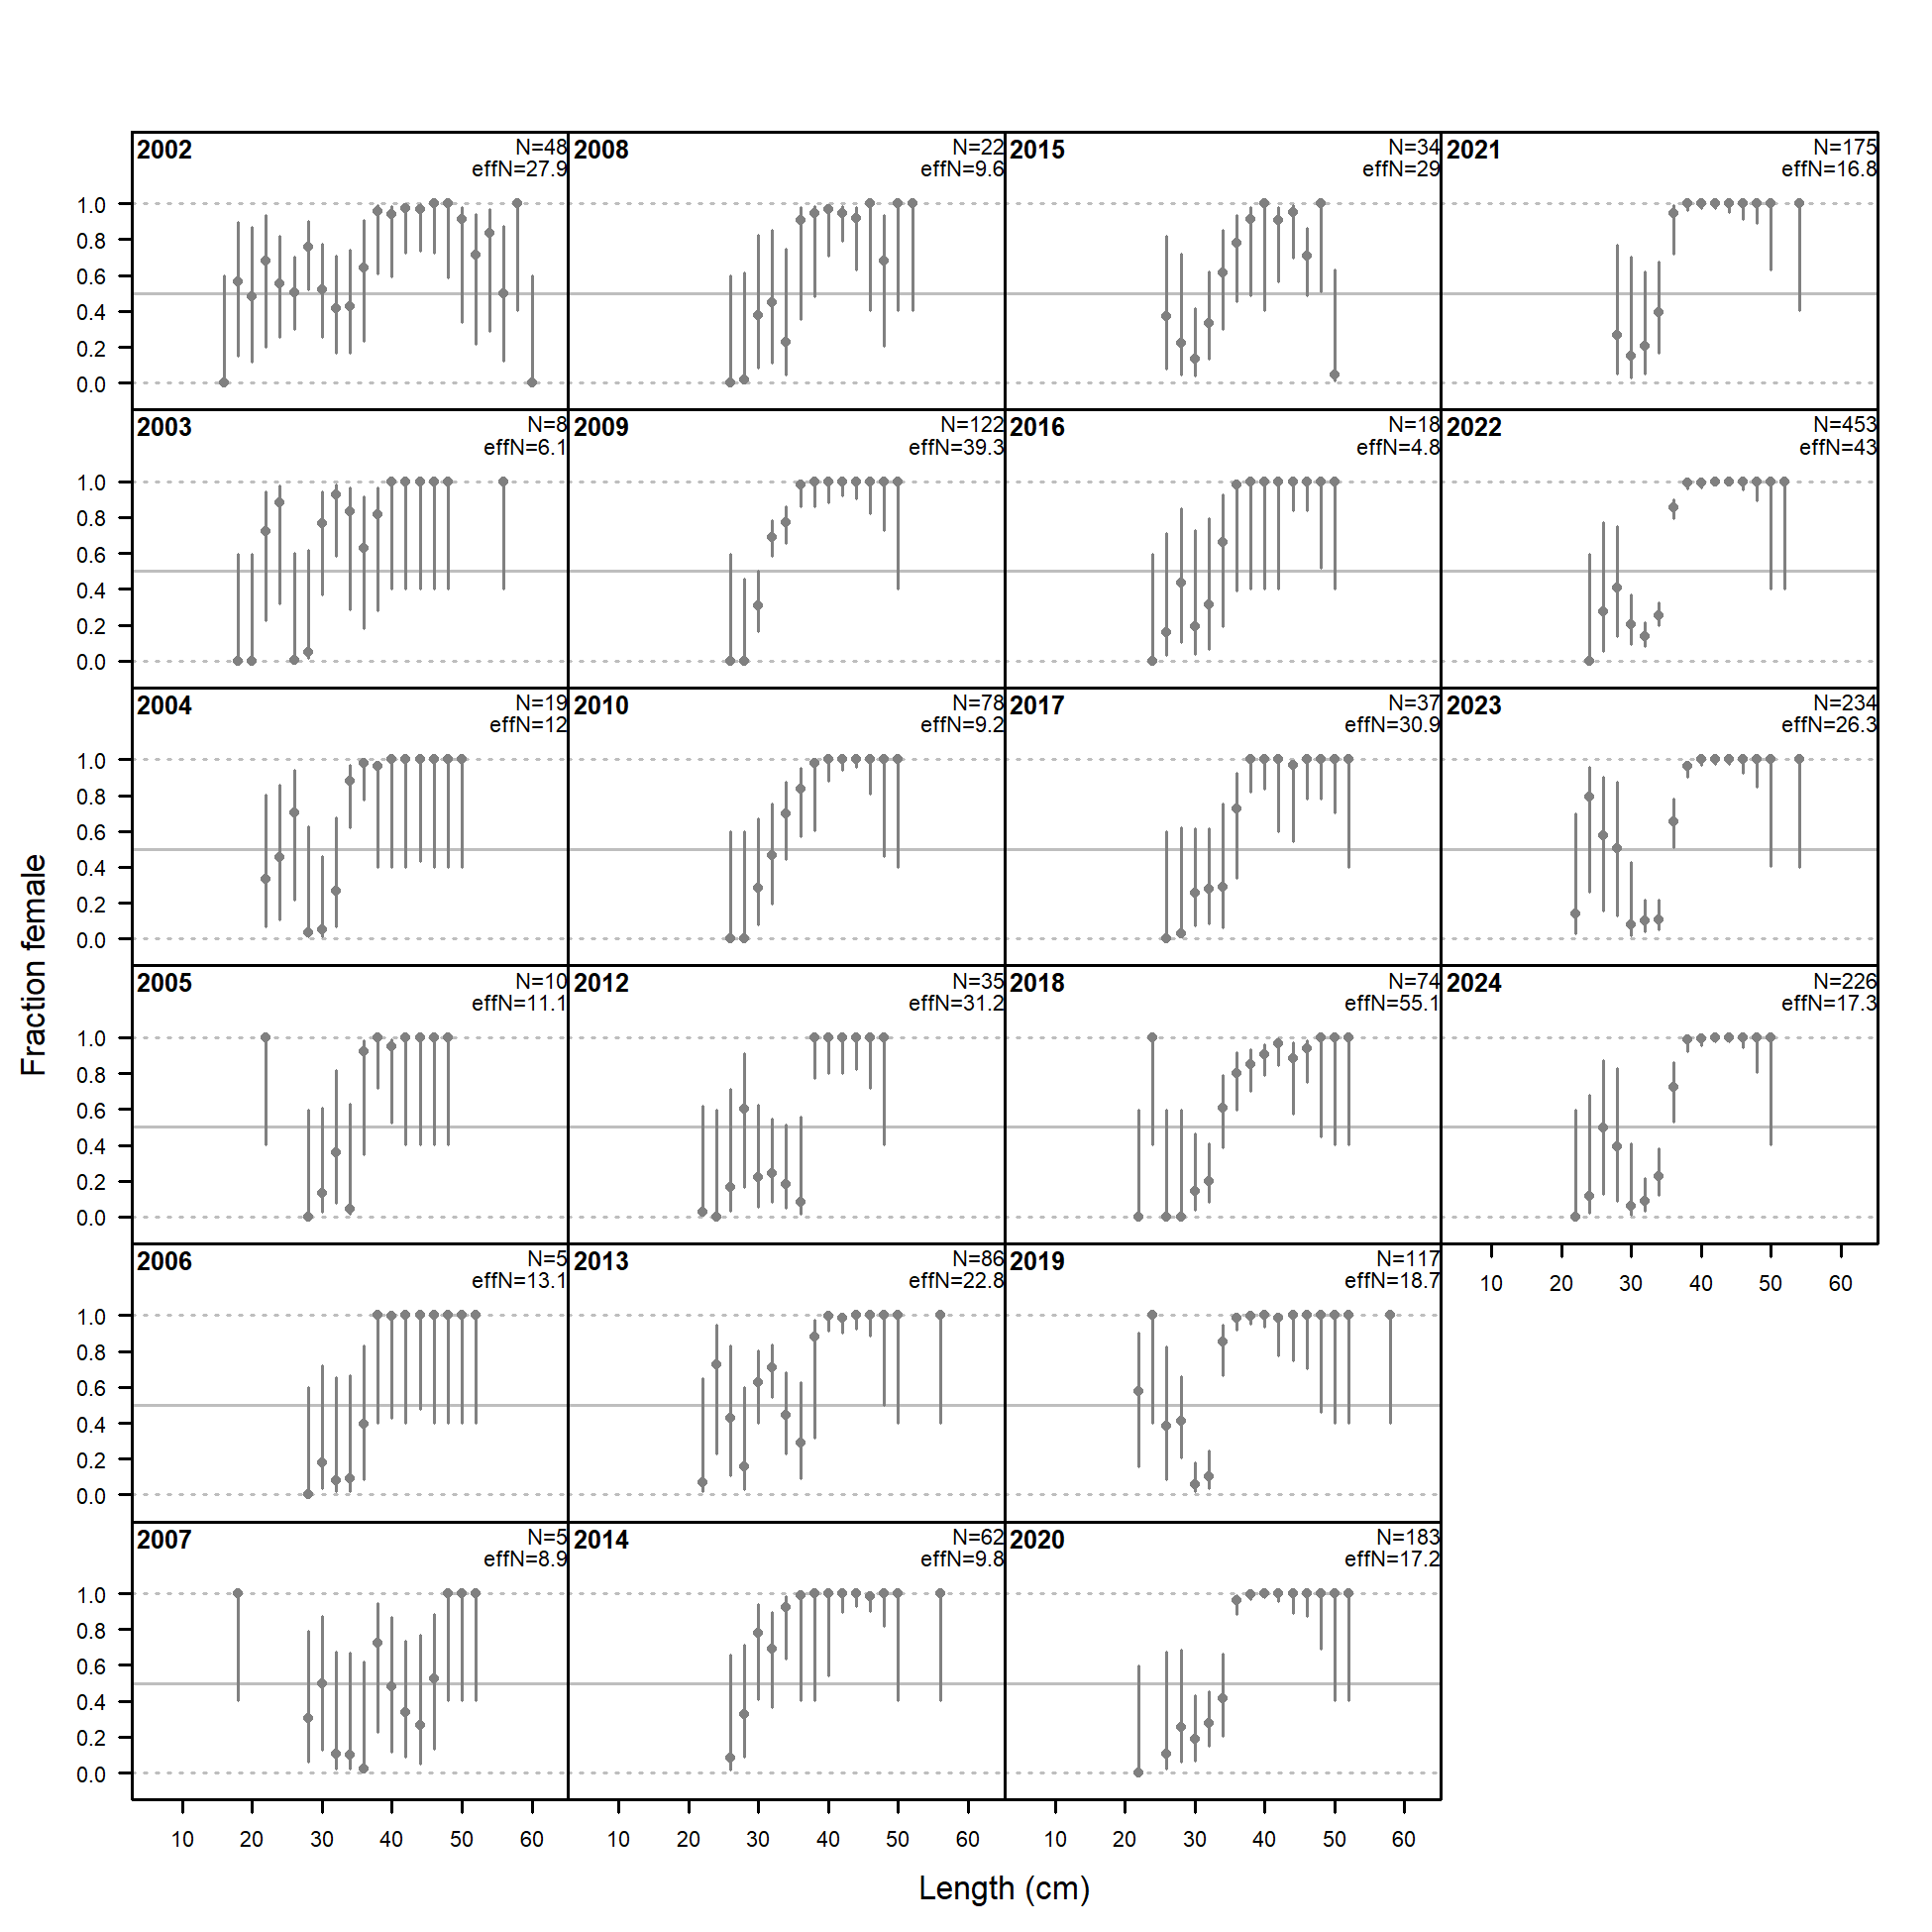 2002
N=48
effN=27.9
2008
N=22
effN=9.6
2015
N=34
effN=29
2021
N=175
effN=16.8
1.0
0.8
0.6
0.4
0.2
0.0
2003
N=8
effN=6.1
2009
N=122
effN=39.3
2016
N=18
effN=4.8
2022
N=453
effN=43
1.0
0.8
0.6
0.4
0.2
0.0
2004
N=19
effN=12
2010
N=78
effN=9.2
2017
N=37
effN=30.9
2023
N=234
effN=26.3
1.0
0.8
0.6
0.4
0.2
0.0
2005
N=10
effN=11.1
2012
N=35
effN=31.2
2018
N=74
effN=55.1
2024
N=226
effN=17.3
1.0
0.8
0.6
0.4
0.2
0.0
2006
N=5
effN=13.1
2013
N=86
effN=22.8
2019
N=117
effN=18.7
10 20 30 40 50 60
1.0
0.8
0.6
0.4
0.2
0.0
2007
N=5
effN=8.9
2014
N=62
effN=9.8
2020
N=183
effN=17.2
1.0
0.8
0.6
0.4
0.2
0.0
10 20 30 40 50 60
10 20 30 40 50 60
10 20 30 40 50 60
Length (cm)
Fraction female